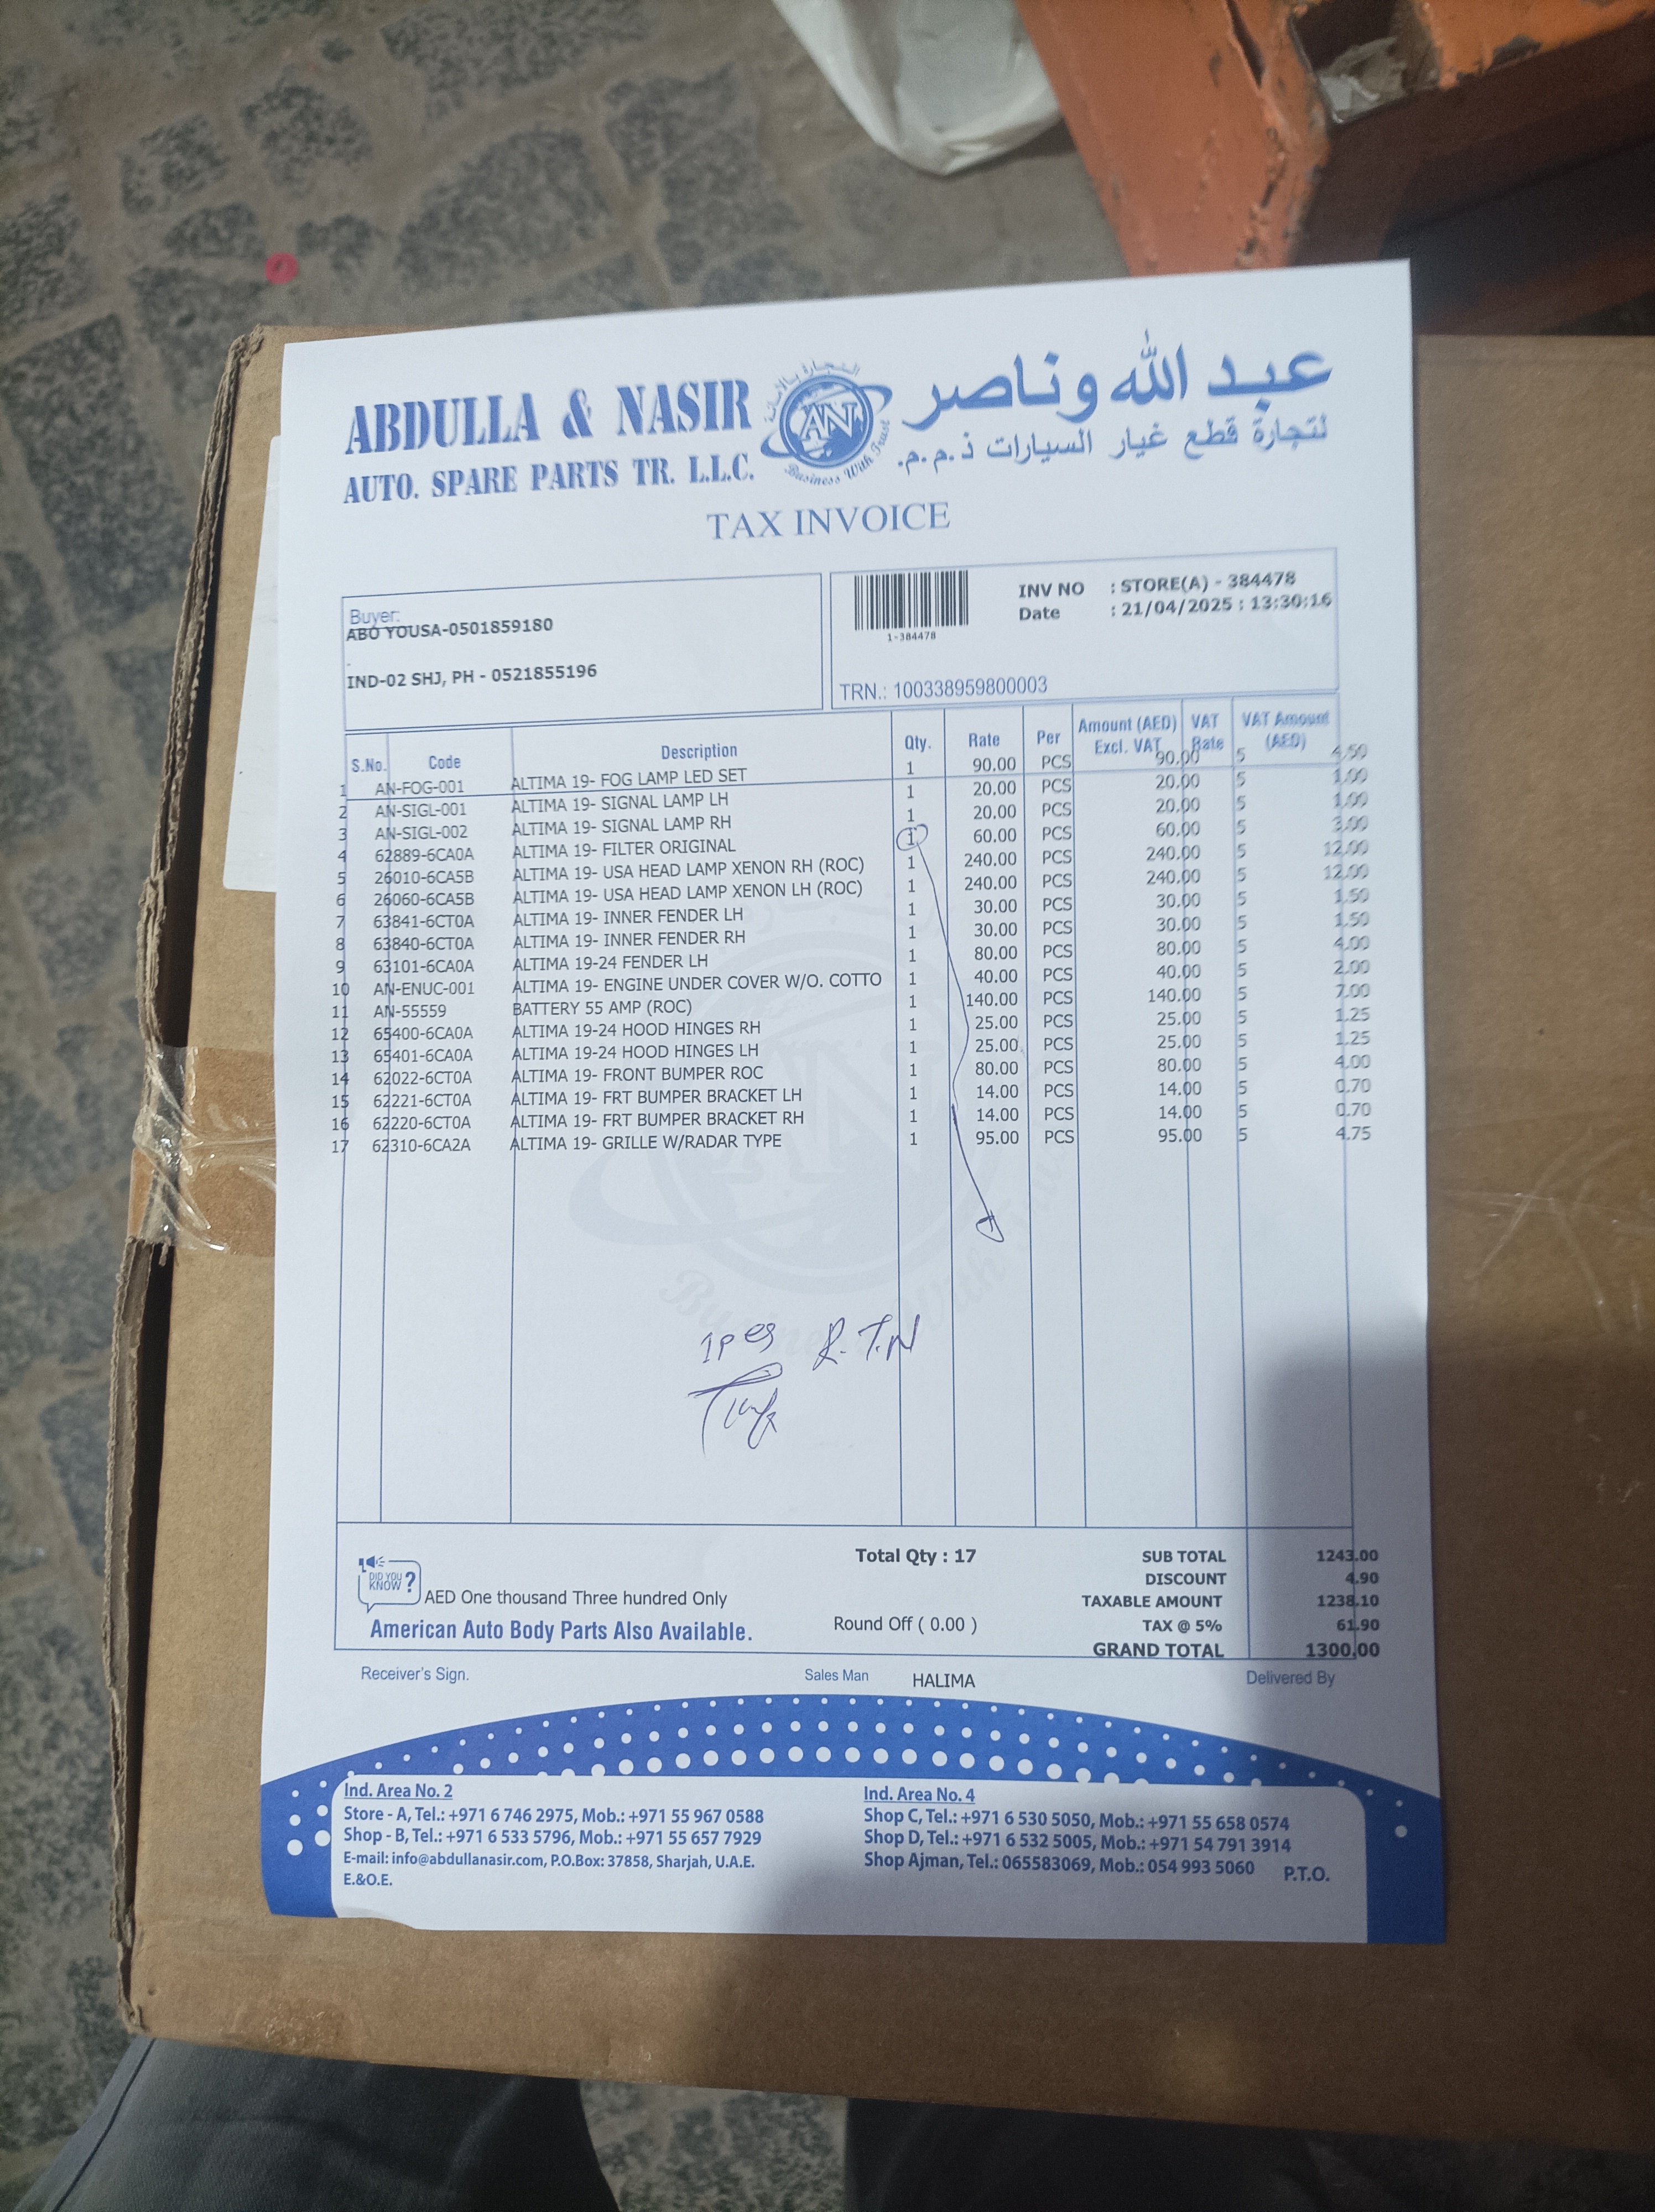 ABDULLA & NASIR
AUTO. SPARE PARTS TR. L.L.C.
AN
Business With Trust
عبد الله وناصر
لتجارة قطع غيار السيارات ذ.م.م.
TAX INVOICE
Buyer:
ABO YOUSA-0501859180
.
IND-02 SHJ, PH - 0521855196
1-384478
INV NO : STORE(A) - 384478
Date : 21/04/2025 : 13:30:16
TRN.: 100338959800003
S.No. Code Description Qty. Rate Per Amount (AED) Excl. VAT VAT Rate VAT Amount (AED)
1 AN-FOG-001 ALTIMA 19- FOG LAMP LED SET 1 90.00 PCS 90.00 5 4.50
2 AN-SIGL-001 ALTIMA 19- SIGNAL LAMP LH 1 20.00 PCS 20.00 5 1.00
3 AN-SIGL-002 ALTIMA 19- SIGNAL LAMP RH 1 20.00 PCS 20.00 5 1.00
4 62889-6CA0A ALTIMA 19- FILTER ORIGINAL 1 60.00 PCS 60.00 5 3.00
5 26010-6CA5B ALTIMA 19- USA HEAD LAMP XENON RH (ROC) 1 240.00 PCS 240.00 5 12.00
6 26060-6CA5B ALTIMA 19- USA HEAD LAMP XENON LH (ROC) 1 240.00 PCS 240.00 5 12.00
7 63841-6CT0A ALTIMA 19- INNER FENDER LH 1 30.00 PCS 30.00 5 1.50
8 63840-6CT0A ALTIMA 19- INNER FENDER RH 1 30.00 PCS 30.00 5 1.50
9 63101-6CA0A ALTIMA 19-24 FENDER LH 1 80.00 PCS 80.00 5 4.00
10 AN-ENUC-001 ALTIMA 19- ENGINE UNDER COVER W/O. COTTO 1 40.00 PCS 40.00 5 2.00
11 AN-55559 BATTERY 55 AMP (ROC) 1 140.00 PCS 140.00 5 7.00
12 65400-6CA0A ALTIMA 19-24 HOOD HINGES RH 1 25.00 PCS 25.00 5 1.25
13 65401-6CA0A ALTIMA 19-24 HOOD HINGES LH 1 25.00 PCS 25.00 5 1.25
14 62022-6CT0A ALTIMA 19- FRONT BUMPER ROC 1 80.00 PCS 80.00 5 4.00
15 62221-6CT0A ALTIMA 19- FRT BUMPER BRACKET LH 1 14.00 PCS 14.00 5 0.70
16 62220-6CT0A ALTIMA 19- FRT BUMPER BRACKET RH 1 14.00 PCS 14.00 5 0.70
17 62310-6CA2A ALTIMA 19- GRILLE W/RADAR TYPE 1 95.00 PCS 95.00 5 4.75
R.T.N
DID YOU KNOW ?
AED One thousand Three hundred Only
American Auto Body Parts Also Available.
Total Qty : 17
Round Off ( 0.00 )
SUB TOTAL 1243.00
DISCOUNT 4.90
TAXABLE AMOUNT 1238.10
TAX @ 5% 61.90
GRAND TOTAL 1300.00
Receiver's Sign. Sales Man HALIMA Delivered By
Ind. Area No. 2
Store - A, Tel.: +971 6 746 2975, Mob.: +971 55 967 0588
Shop - B, Tel.: +971 6 533 5796, Mob.: +971 55 657 7929
E-mail: info@abdullanasir.com, P.O.Box: 37858, Sharjah, U.A.E.
E.&O.E.
Ind. Area No. 4
Shop C, Tel.: +971 6 530 5050, Mob.: +971 55 658 0574
Shop D, Tel.: +971 6 532 5005, Mob.: +971 54 791 3914
Shop Ajman, Tel.: 065583069, Mob.: 054 993 5060
P.T.O.